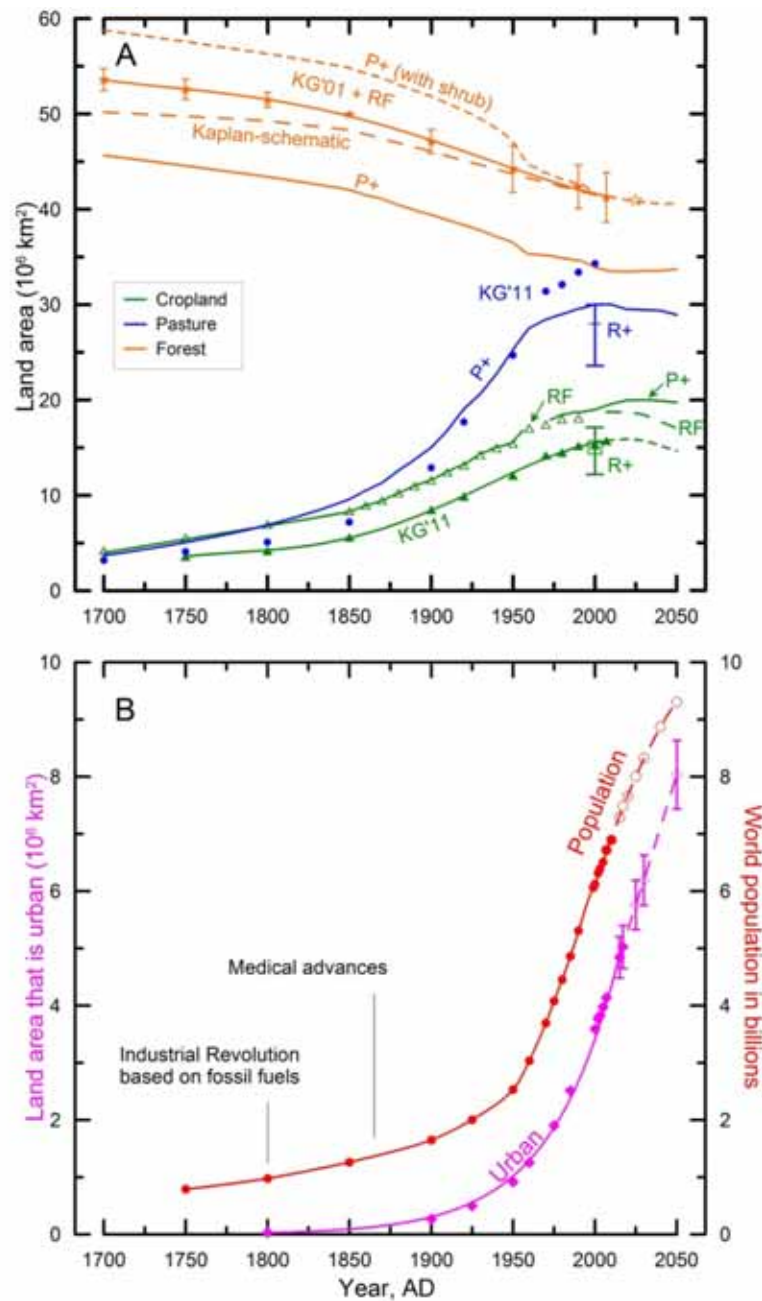 60
50
40
30
20
10
0
Land area (10⁶ km²)
A
P+ (with shrub)
KG'01 + RF
Kaplan-schematic
P+
Cropland
Pasture
Forest
KG'11
P+
R+
RF
P+
RF
R+
KG'11
1700 1750 1800 1850 1900 1950 2000 2050
10
8
6
4
2
0
Land area that is urban (10⁶ km²)
B
Population
Medical advances
Industrial Revolution
based on fossil fuels
Urban
10
8
6
4
2
0
World population in billions
1700 1750 1800 1850 1900 1950 2000 2050
Year, AD